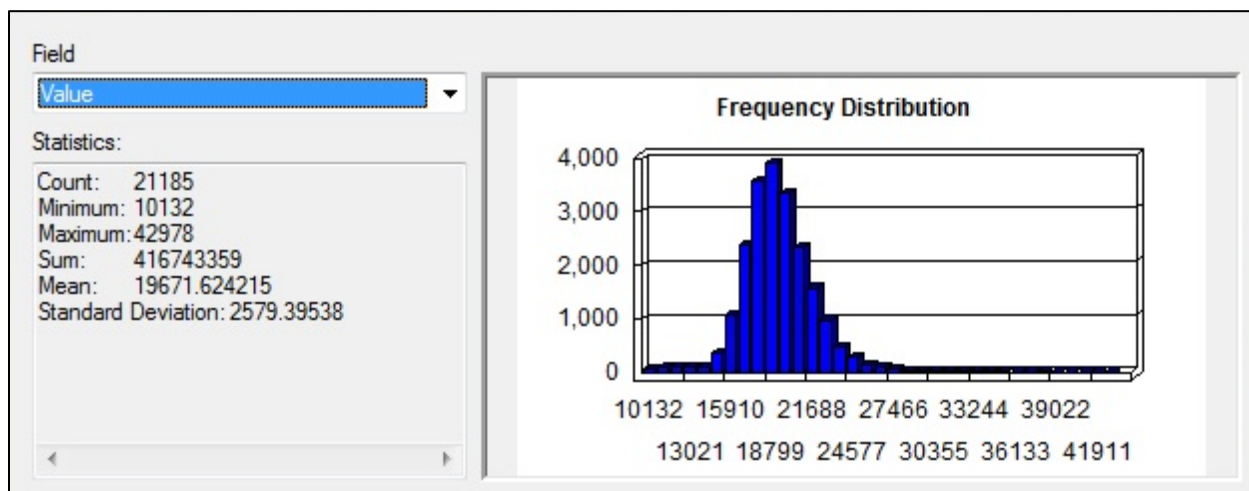 Field
Value
Statistics:
Count: 21185
Minimum: 10132
Maximum: 42978
Sum: 416743359
Mean: 19671.624215
Standard Deviation: 2579.39538
Frequency Distribution
4,000
3,000
2,000
1,000
0
10132 15910 21688 27466 33244 39022
13021 18799 24577 30355 36133 41911